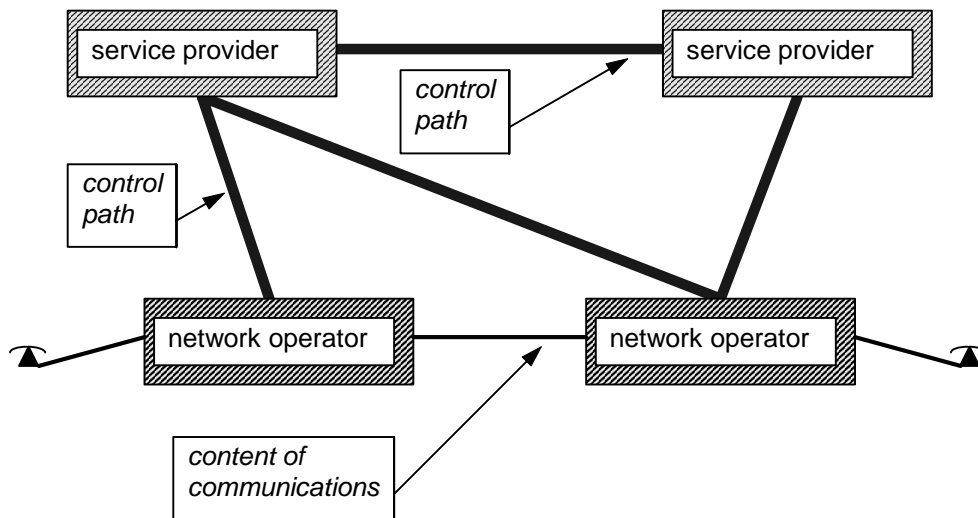 service provider
service provider
control
path
control
path
network operator
network operator
content of
communications